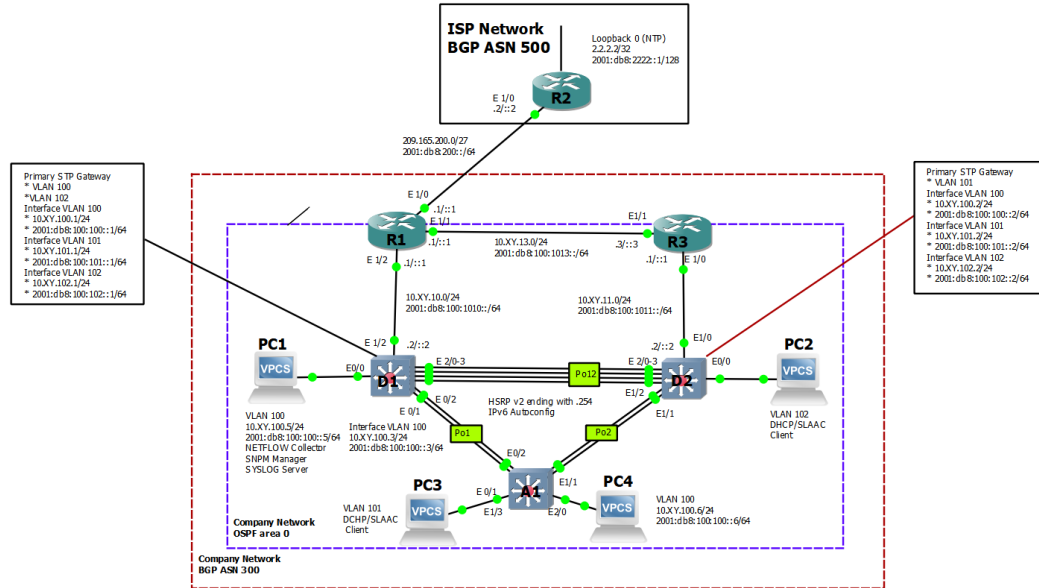 ISP Network
BGP ASN 500
Loopback 0 (NTP)
2.2.2.2/32
2001:db8:2222::1/128
R2
E 1/0
.2/::2
209.165.200.0/27
2001:db8:200::/64
Primary STP Gateway
* VLAN 100
*VLAN 102
Interface VLAN 100
* 10.XY.100.1/24
* 2001:db8:100:100::1/64
Interface VLAN 101
* 10.XY.101.1/24
* 2001:db8:100:101::1/64
Interface VLAN 102
* 10.XY.102.1/24
* 2001:db8:100:102::1/64
Primary STP Gateway
* VLAN 101
Interface VLAN 100
* 10.XY.100.2/24
* 2001:db8:100:100::2/64
Interface VLAN 101
* 10.XY.101.2/24
* 2001:db8:100:101::2/64
Interface VLAN 102
* 10.XY.102.2/24
* 2001:db8:100:102::2/64
E 1/0
.1/::1
E 1/1
.1/::1
R1
E 1/2
.1/::1
10.XY.13.0/24
2001:db8:100:1013::/64
E1/1
.3/::3
R3
.1/::1
E 1/0
10.XY.10.0/24
2001:db8:100:1010::/64
10.XY.11.0/24
2001:db8:100:1011::/64
E 1/2
.2/::2
E1/0
.2/::2
PC1
VPCS
E0/0
D1
E 2/0-3
Po12
E 2/0-3
D2
E0/0
PC2
VPCS
E 0/2
E 0/1
E1/2
E1/1
HSRP v2 ending with .254
IPv6 Autoconfig
VLAN 100
10.XY.100.5/24
2001:db8:100:100::5/64
NETFLOW Collector
SNPM Manager
SYSLOG Server
Interface VLAN 100
10.XY.100.3/24
2001:db8:100:100::3/64
Po1
Po2
VLAN 102
DHCP/SLAAC
Client
E0/2
E1/1
A1
E 0/1
E1/3
E2/0
PC3
VPCS
VLAN 101
DCHP/SLAAC
Client
PC4
VPCS
VLAN 100
10.XY.100.6/24
2001:db8:100:100::6/64
Company Network
OSPF area 0
Company Network
BGP ASN 300